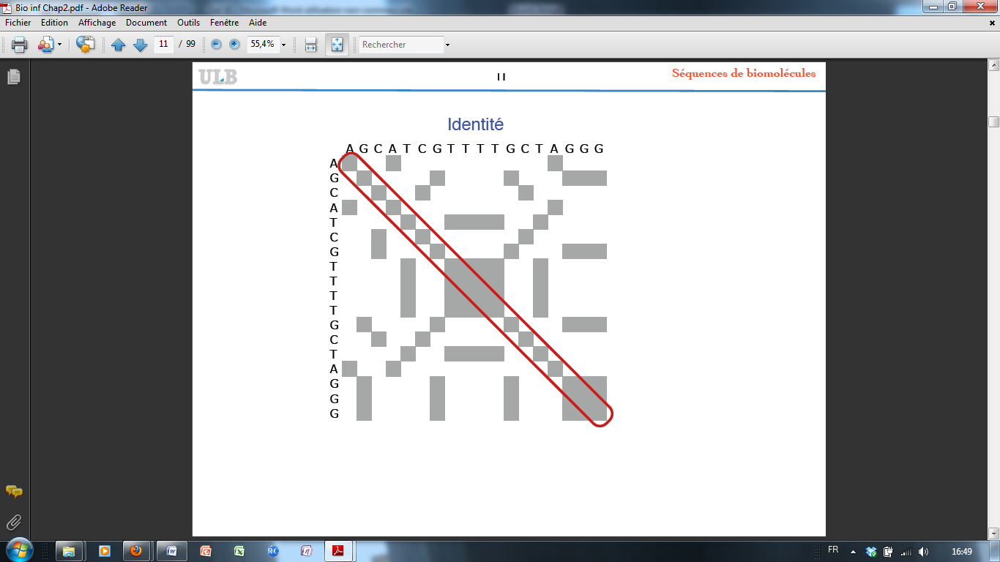 Bio inf Chap2.pdf - Adobe Reader
Fichier Edition Affichage Document Outils Fenêtre Aide
11 / 99 55,4% Rechercher
ULB 11 Séquences de biomolécules
Identité
A G C A T C G T T T T G C T A G G G
A
G
C
A
T
C
G
T
T
T
T
G
C
T
A
G
G
G
FR 16:49